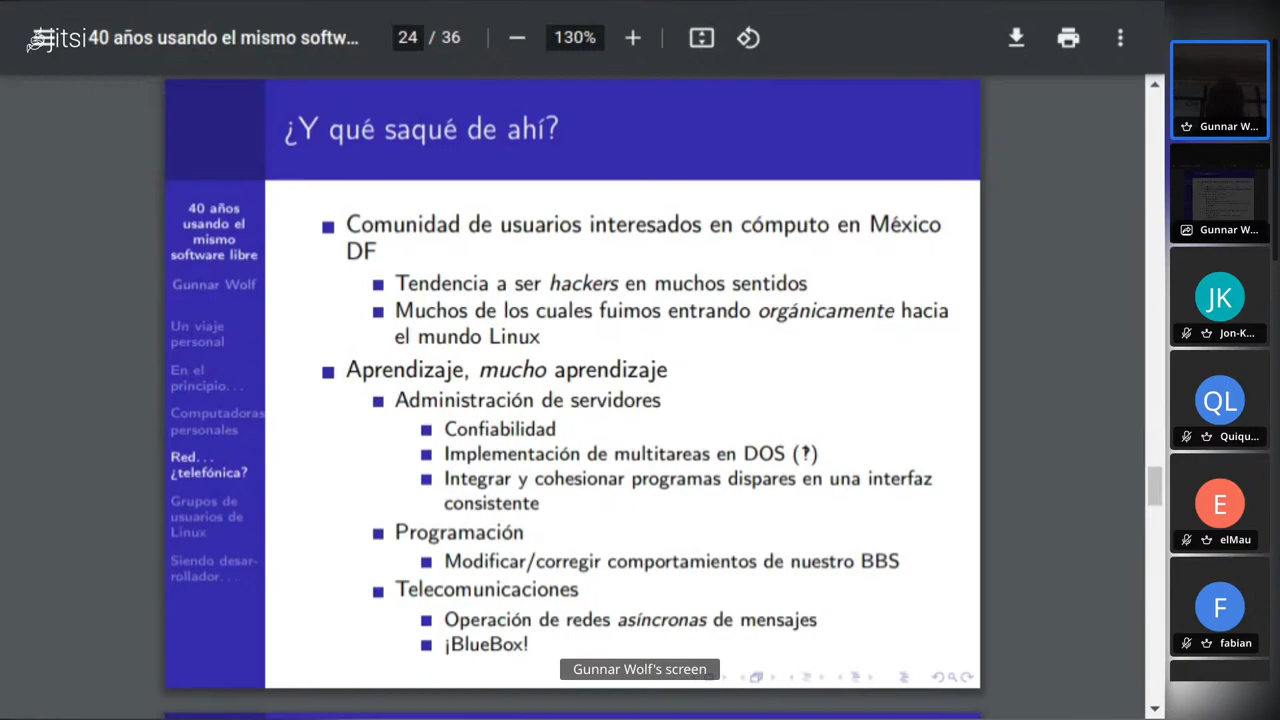 jitsi
40 años usando el mismo softw...
24 / 36
130%
¿Y qué saqué de ahí?
40 años
usando el
mismo
software libre
Gunnar Wolf
Un viaje
personal
En el
principio...
Computadoras
personales
Red...
¿telefónica?
Grupos de
usuarios de
Linux
Siendo desar-
rollador...
Comunidad de usuarios interesados en cómputo en México
DF
Tendencia a ser hackers en muchos sentidos
Muchos de los cuales fuimos entrando orgánicamente hacia
el mundo Linux
Aprendizaje, mucho aprendizaje
Administración de servidores
Confiabilidad
Implementación de multitareas en DOS (‽)
Integrar y cohesionar programas dispares en una interfaz
consistente
Programación
Modificar/corregir comportamientos de nuestro BBS
Telecomunicaciones
Operación de redes asíncronas de mensajes
¡BlueBox!
Gunnar Wolf's screen
Gunnar W...
Gunnar W...
JK
Jon-K...
QL
Quiqu...
E
elMau
F
fabian